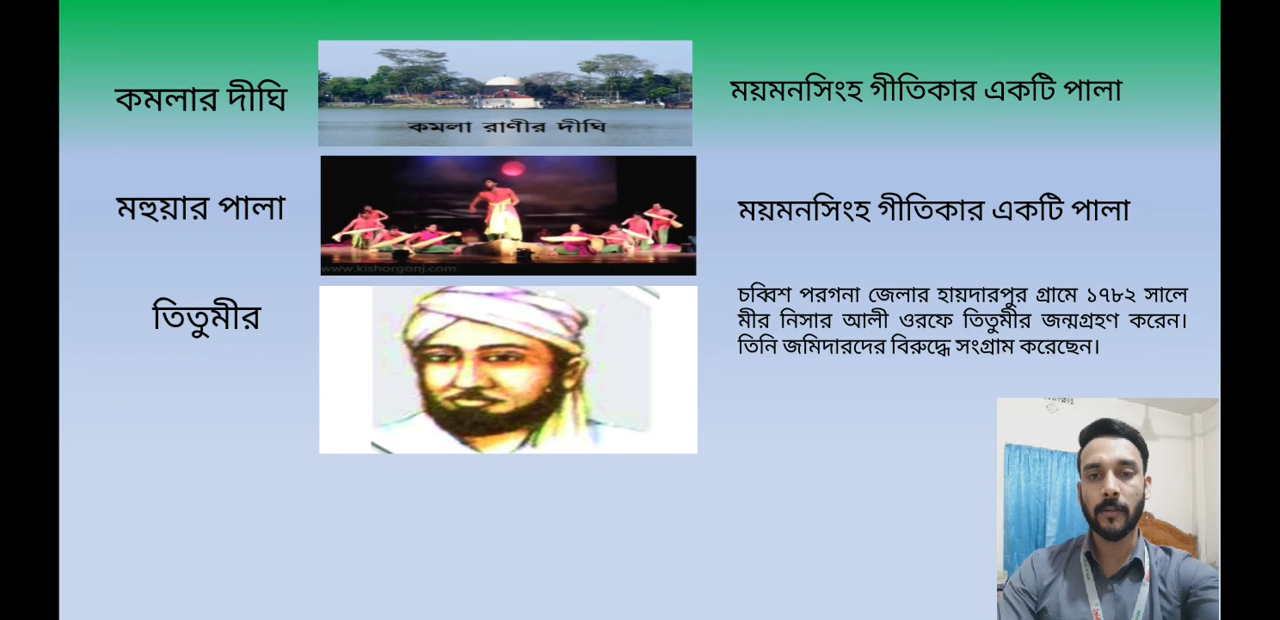 কমলার দীঘি
কমলা রাণীর দীঘি
ময়মনসিংহ গীতিকার একটি পালা
মহুয়ার পালা
www.kishorgonj.com
ময়মনসিংহ গীতিকার একটি পালা
তিতুমীর
চব্বিশ পরগনা জেলার হায়দারপুর গ্রামে ১৭৮২ সালে
মীর নিসার আলী ওরফে তিতুমীর জন্মগ্রহণ করেন।
তিনি জমিদারদের বিরুদ্ধে সংগ্রাম করেছেন।